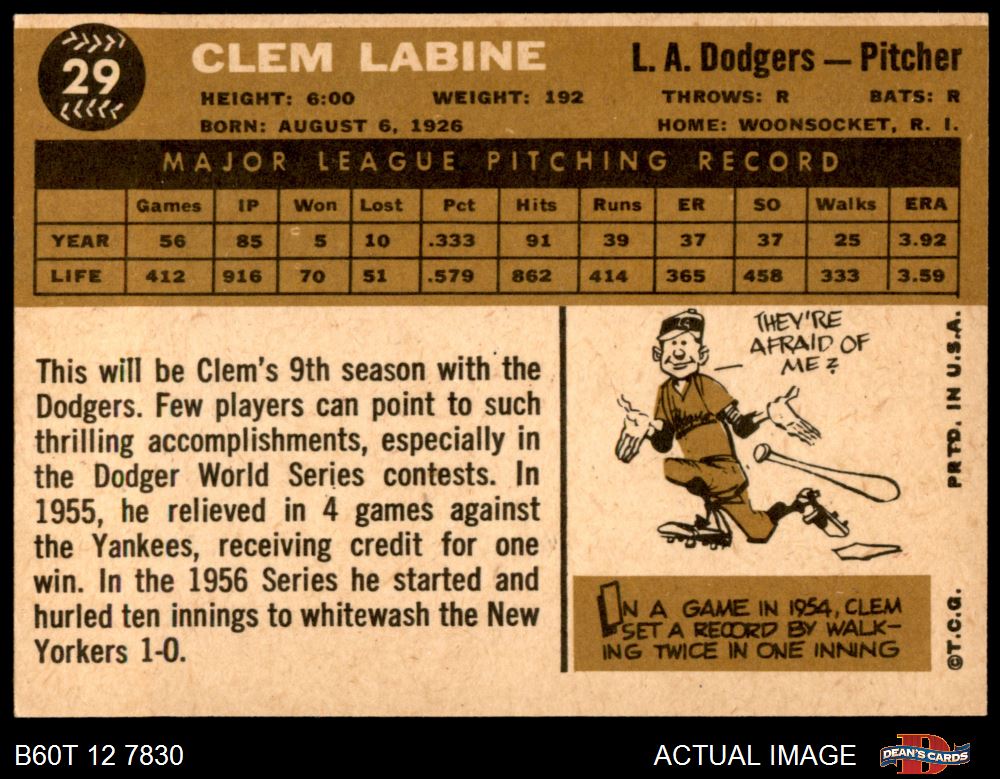 29
CLEM LABINE
L. A. Dodgers — Pitcher
HEIGHT: 6:00 WEIGHT: 192 THROWS: R BATS: R
BORN: AUGUST 6, 1926 HOME: WOONSOCKET, R. I.
MAJOR LEAGUE PITCHING RECORD
Games IP Won Lost Pct Hits Runs ER SO Walks ERA
YEAR 56 85 5 10 .333 91 39 37 37 25 3.92
LIFE 412 916 70 51 .579 862 414 365 458 333 3.59
This will be Clem's 9th season with the
Dodgers. Few players can point to such
thrilling accomplishments, especially in
the Dodger World Series contests. In
1955, he relieved in 4 games against
the Yankees, receiving credit for one
win. In the 1956 Series he started and
hurled ten innings to whitewash the New
Yorkers 1-0.
THEY'RE
AFRAID OF
ME?
IN A GAME IN 1954, CLEM
SET A RECORD BY WALK-
ING TWICE IN ONE INNING
©T.C.G. PRTD. IN U.S.A.
B60T 12 7830
ACTUAL IMAGE
DEAN'S CARDS